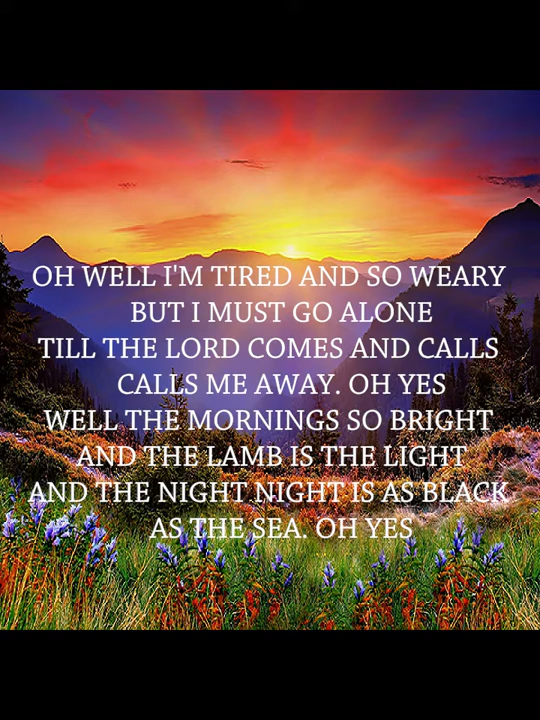 OH WELL I'M TIRED AND SO WEARY
BUT I MUST GO ALONE
TILL THE LORD COMES AND CALLS
CALLS ME AWAY. OH YES
WELL THE MORNINGS SO BRIGHT
AND THE LAMB IS THE LIGHT
AND THE NIGHT NIGHT IS AS BLACK
AS THE SEA. OH YES